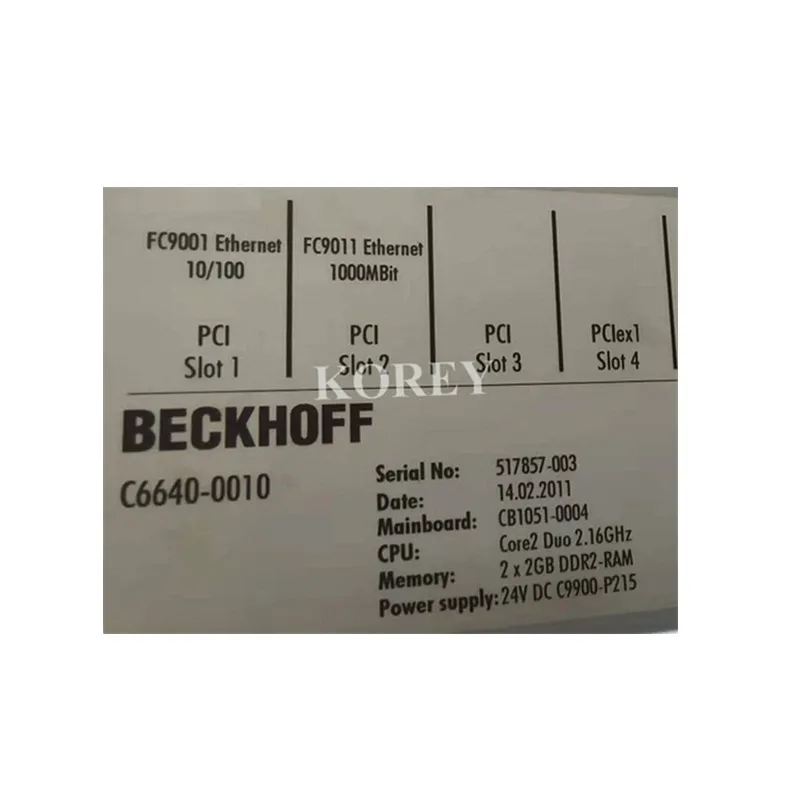 FC9001 Ethernet
10/100
FC9011 Ethernet
1000MBit
PCI
Slot 1
PCI
Slot 2
PCI
Slot 3
PCIex1
Slot 4
KOREY
BECKHOFF
C6640-0010
Serial No: 517857-003
Date: 14.02.2011
Mainboard: CB1051-0004
CPU: Core2 Duo 2.16GHz
Memory: 2 x 2GB DDR2-RAM
Power supply: 24V DC C9900-P215